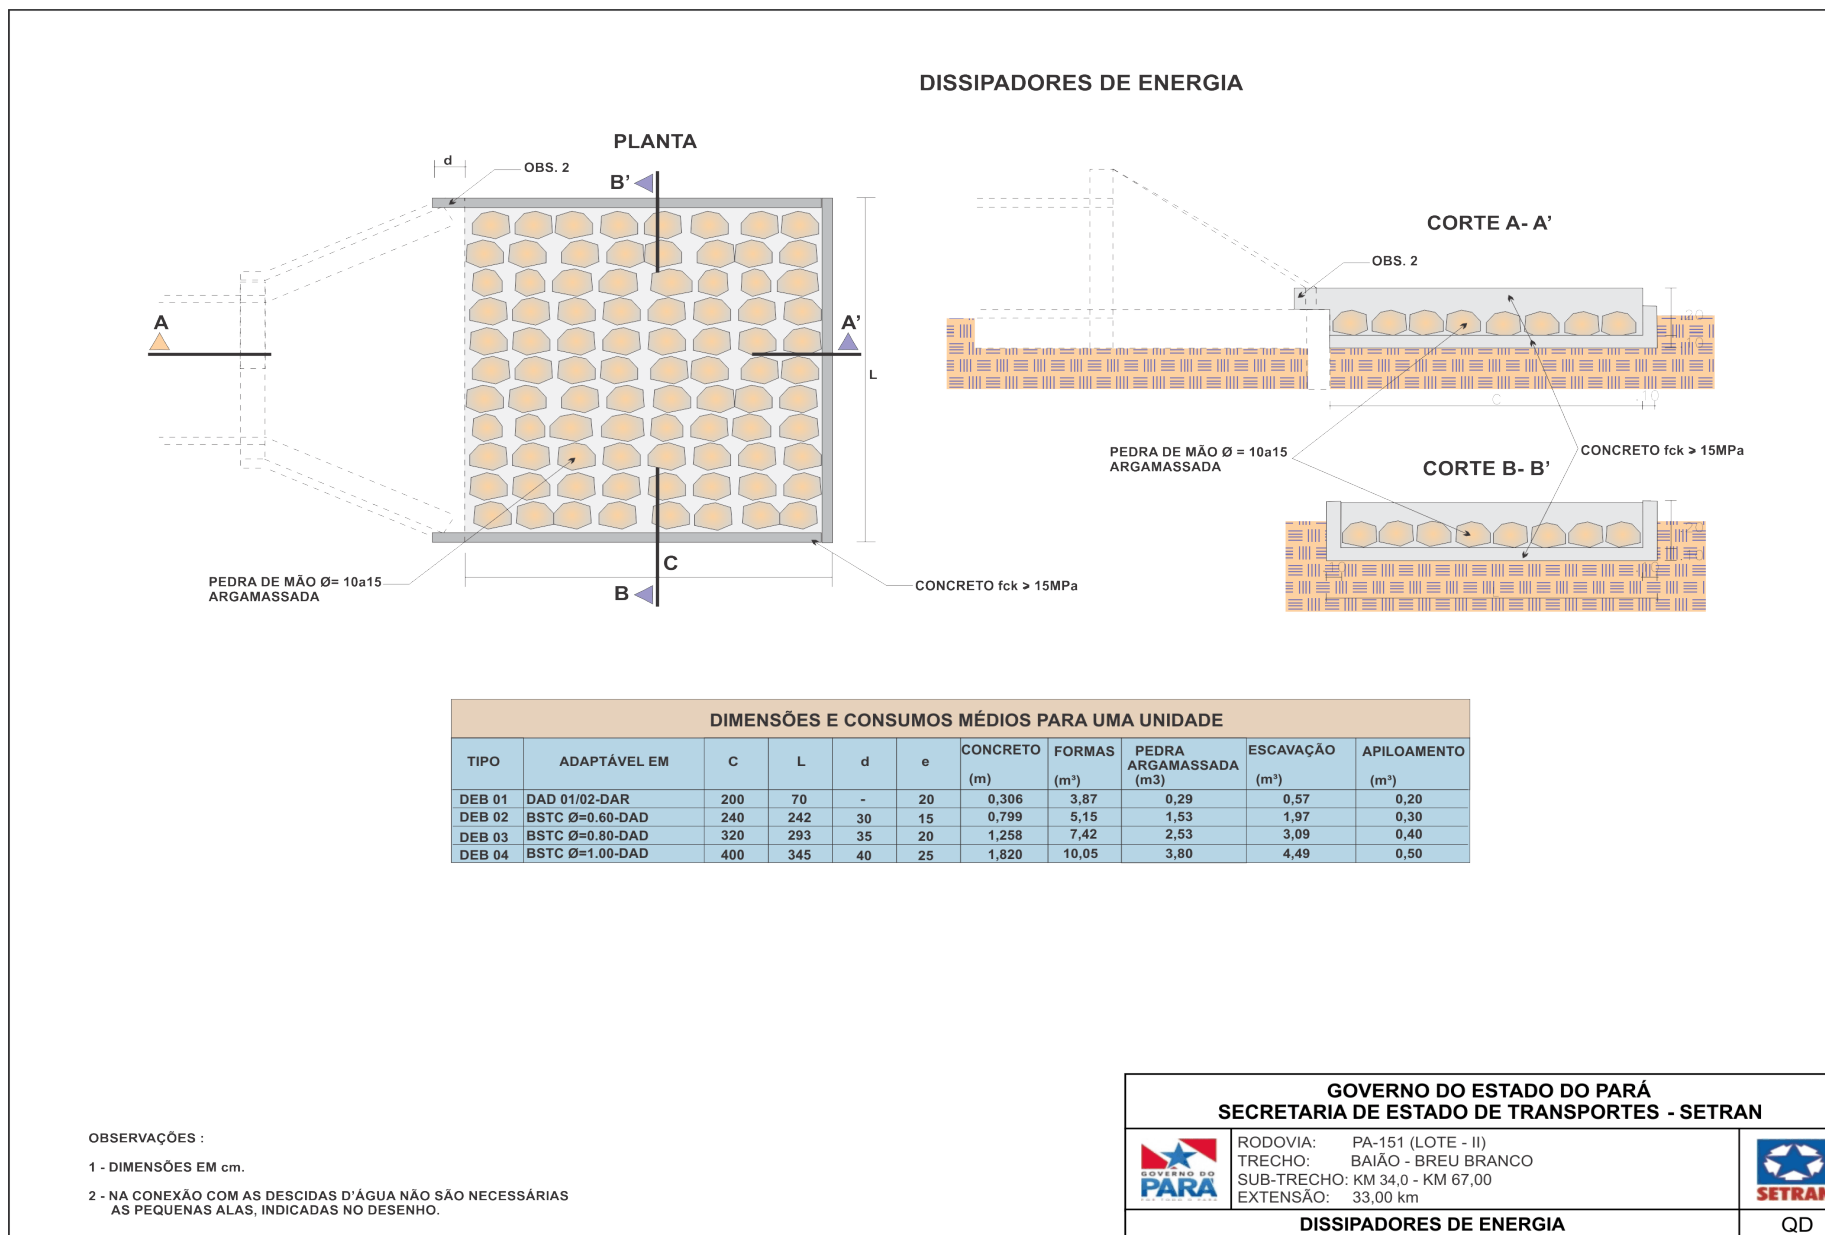 DISSIPADORES DE ENERGIA
PLANTA
d
OBS. 2
B’
A
A’
L
C
B
PEDRA DE MÃO Ø= 10a15
ARGAMASSADA
CONCRETO fck ⩾ 15MPa
CORTE A- A’
OBS. 2
C
.10
PEDRA DE MÃO Ø = 10a15
ARGAMASSADA
CONCRETO fck ⩾ 15MPa
CORTE B- B’
DIMENSÕES E CONSUMOS MÉDIOS PARA UMA UNIDADE
TIPO ADAPTÁVEL EM C L d e CONCRETO (m) FORMAS (m³) PEDRA ARGAMASSADA (m3) ESCAVAÇÃO (m³) APILOAMENTO (m³)
DEB 01 DAD 01/02-DAR 200 70 - 20 0,306 3,87 0,29 0,57 0,20
DEB 02 BSTC Ø=0.60-DAD 240 242 30 15 0,799 5,15 1,53 1,97 0,30
DEB 03 BSTC Ø=0.80-DAD 320 293 35 20 1,258 7,42 2,53 3,09 0,40
DEB 04 BSTC Ø=1.00-DAD 400 345 40 25 1,820 10,05 3,80 4,49 0,50
OBSERVAÇÕES :
1 - DIMENSÕES EM cm.
2 - NA CONEXÃO COM AS DESCIDAS D’ÁGUA NÃO SÃO NECESSÁRIAS
AS PEQUENAS ALAS, INDICADAS NO DESENHO.
GOVERNO DO ESTADO DO PARÁ
SECRETARIA DE ESTADO DE TRANSPORTES - SETRAN
GOVERNO DO
PARÁ
RODOVIA: PA-151 (LOTE - II)
TRECHO: BAIÃO - BREU BRANCO
SUB-TRECHO: KM 34,0 - KM 67,00
EXTENSÃO: 33,00 km
SETRAN
DISSIPADORES DE ENERGIA
QD